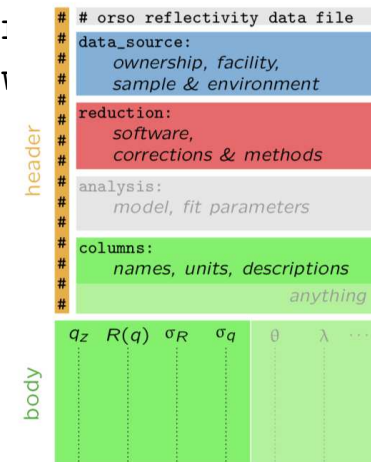 # # orso reflectivity data file
# data_source:
# ownership, facility,
# sample & environment
#
# reduction:
# software,
# corrections & methods
#
# analysis:
# model, fit parameters
#
# columns:
# names, units, descriptions
# anything
header
qz R(q) σR σq θ λ ...
body